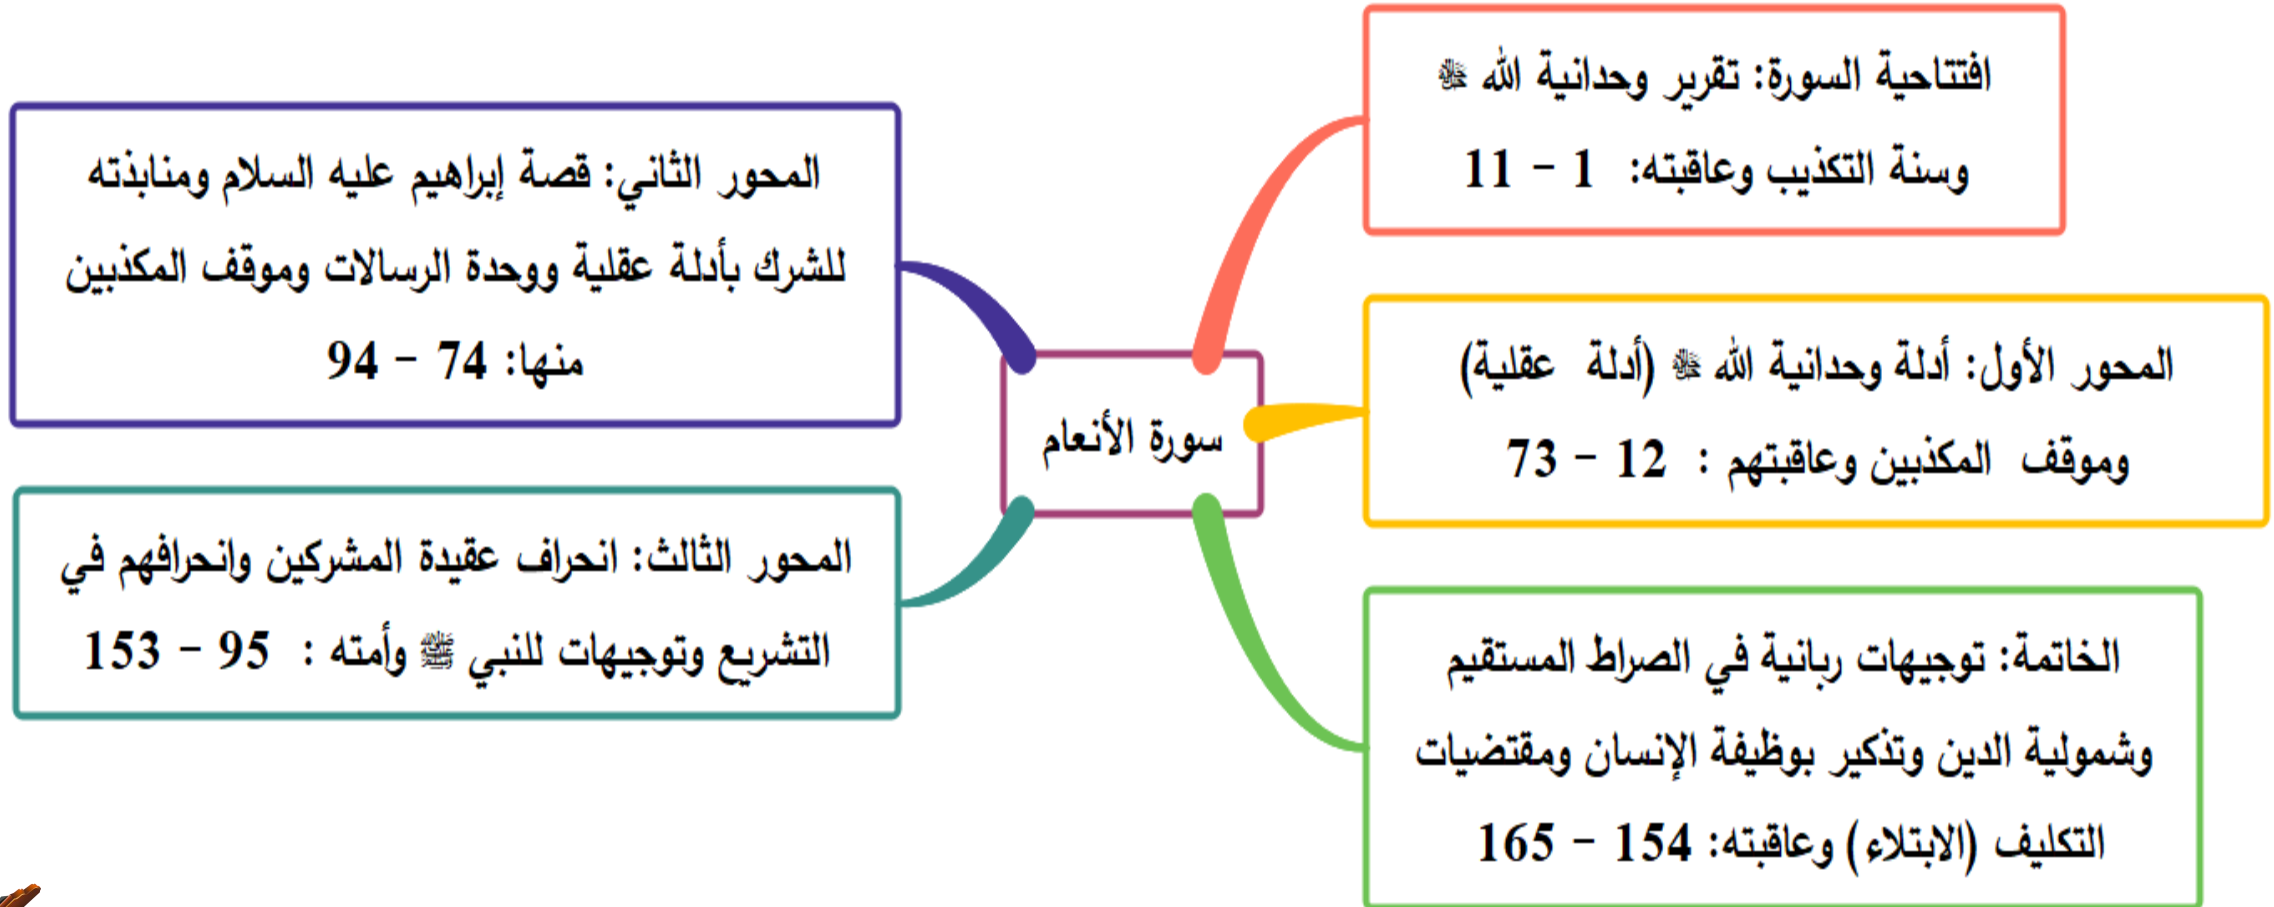 افتتاحية السورة: تقرير وحدانية الله ﷻ
وسنة التكذيب وعاقبته: 1 - 11
المحور الأول: أدلة وحدانية الله ﷻ (أدلة عقلية)
وموقف المكذبين وعاقبتهم : 12 - 73
المحور الثاني: قصة إبراهيم عليه السلام ومنابذته
للشرك بأدلة عقلية ووحدة الرسالات وموقف المكذبين
منها: 74 - 94
المحور الثالث: انحراف عقيدة المشركين وانحرافهم في
التشريع وتوجيهات للنبي ﷺ وأمته : 95 - 153
الخاتمة: توجيهات ربانية في الصراط المستقيم
وشمولية الدين وتذكير بوظيفة الإنسان ومقتضيات
التكليف (الابتلاء) وعاقبته: 154 - 165
سورة الأنعام